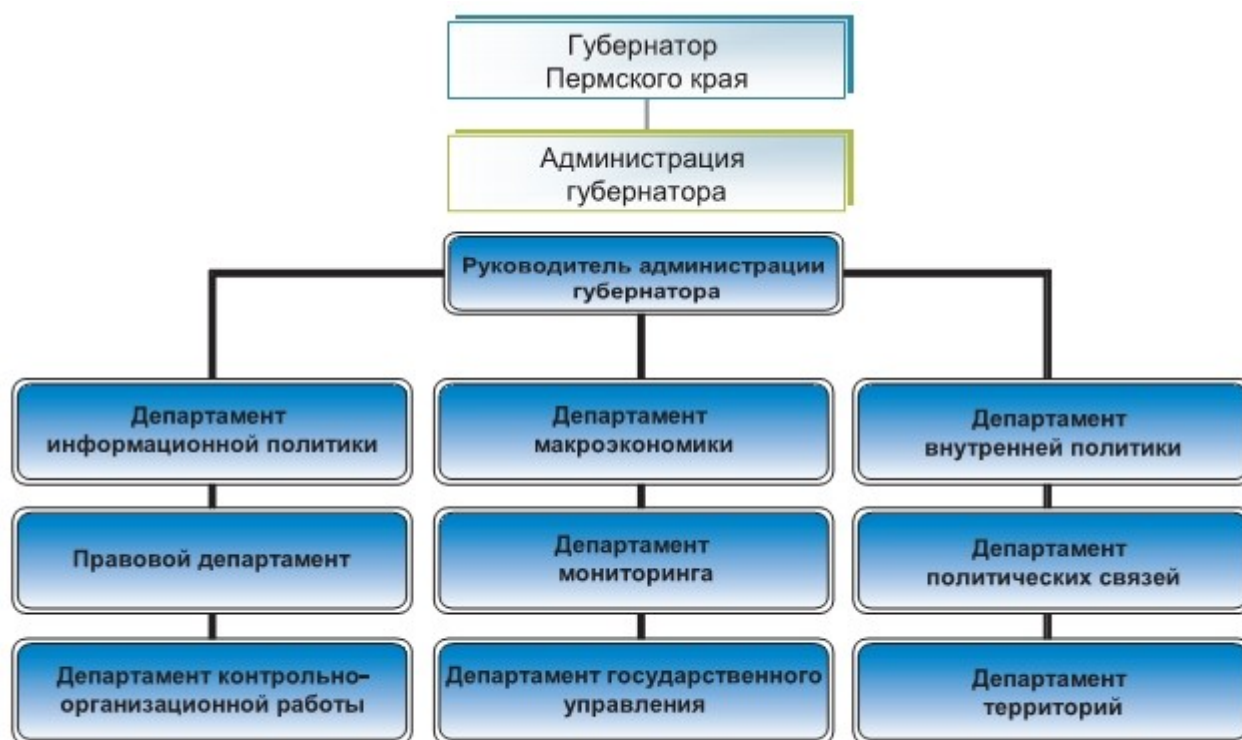 Губернатор
Пермского края
Администрация
губернатора
Руководитель администрации
губернатора
Департамент
информационной политики
Департамент
макроэкономики
Департамент
внутренней политики
Правовой департамент
Департамент
мониторинга
Департамент
политических связей
Департамент контрольно–
организационной работы
Департамент государственного
управления
Департамент
территорий